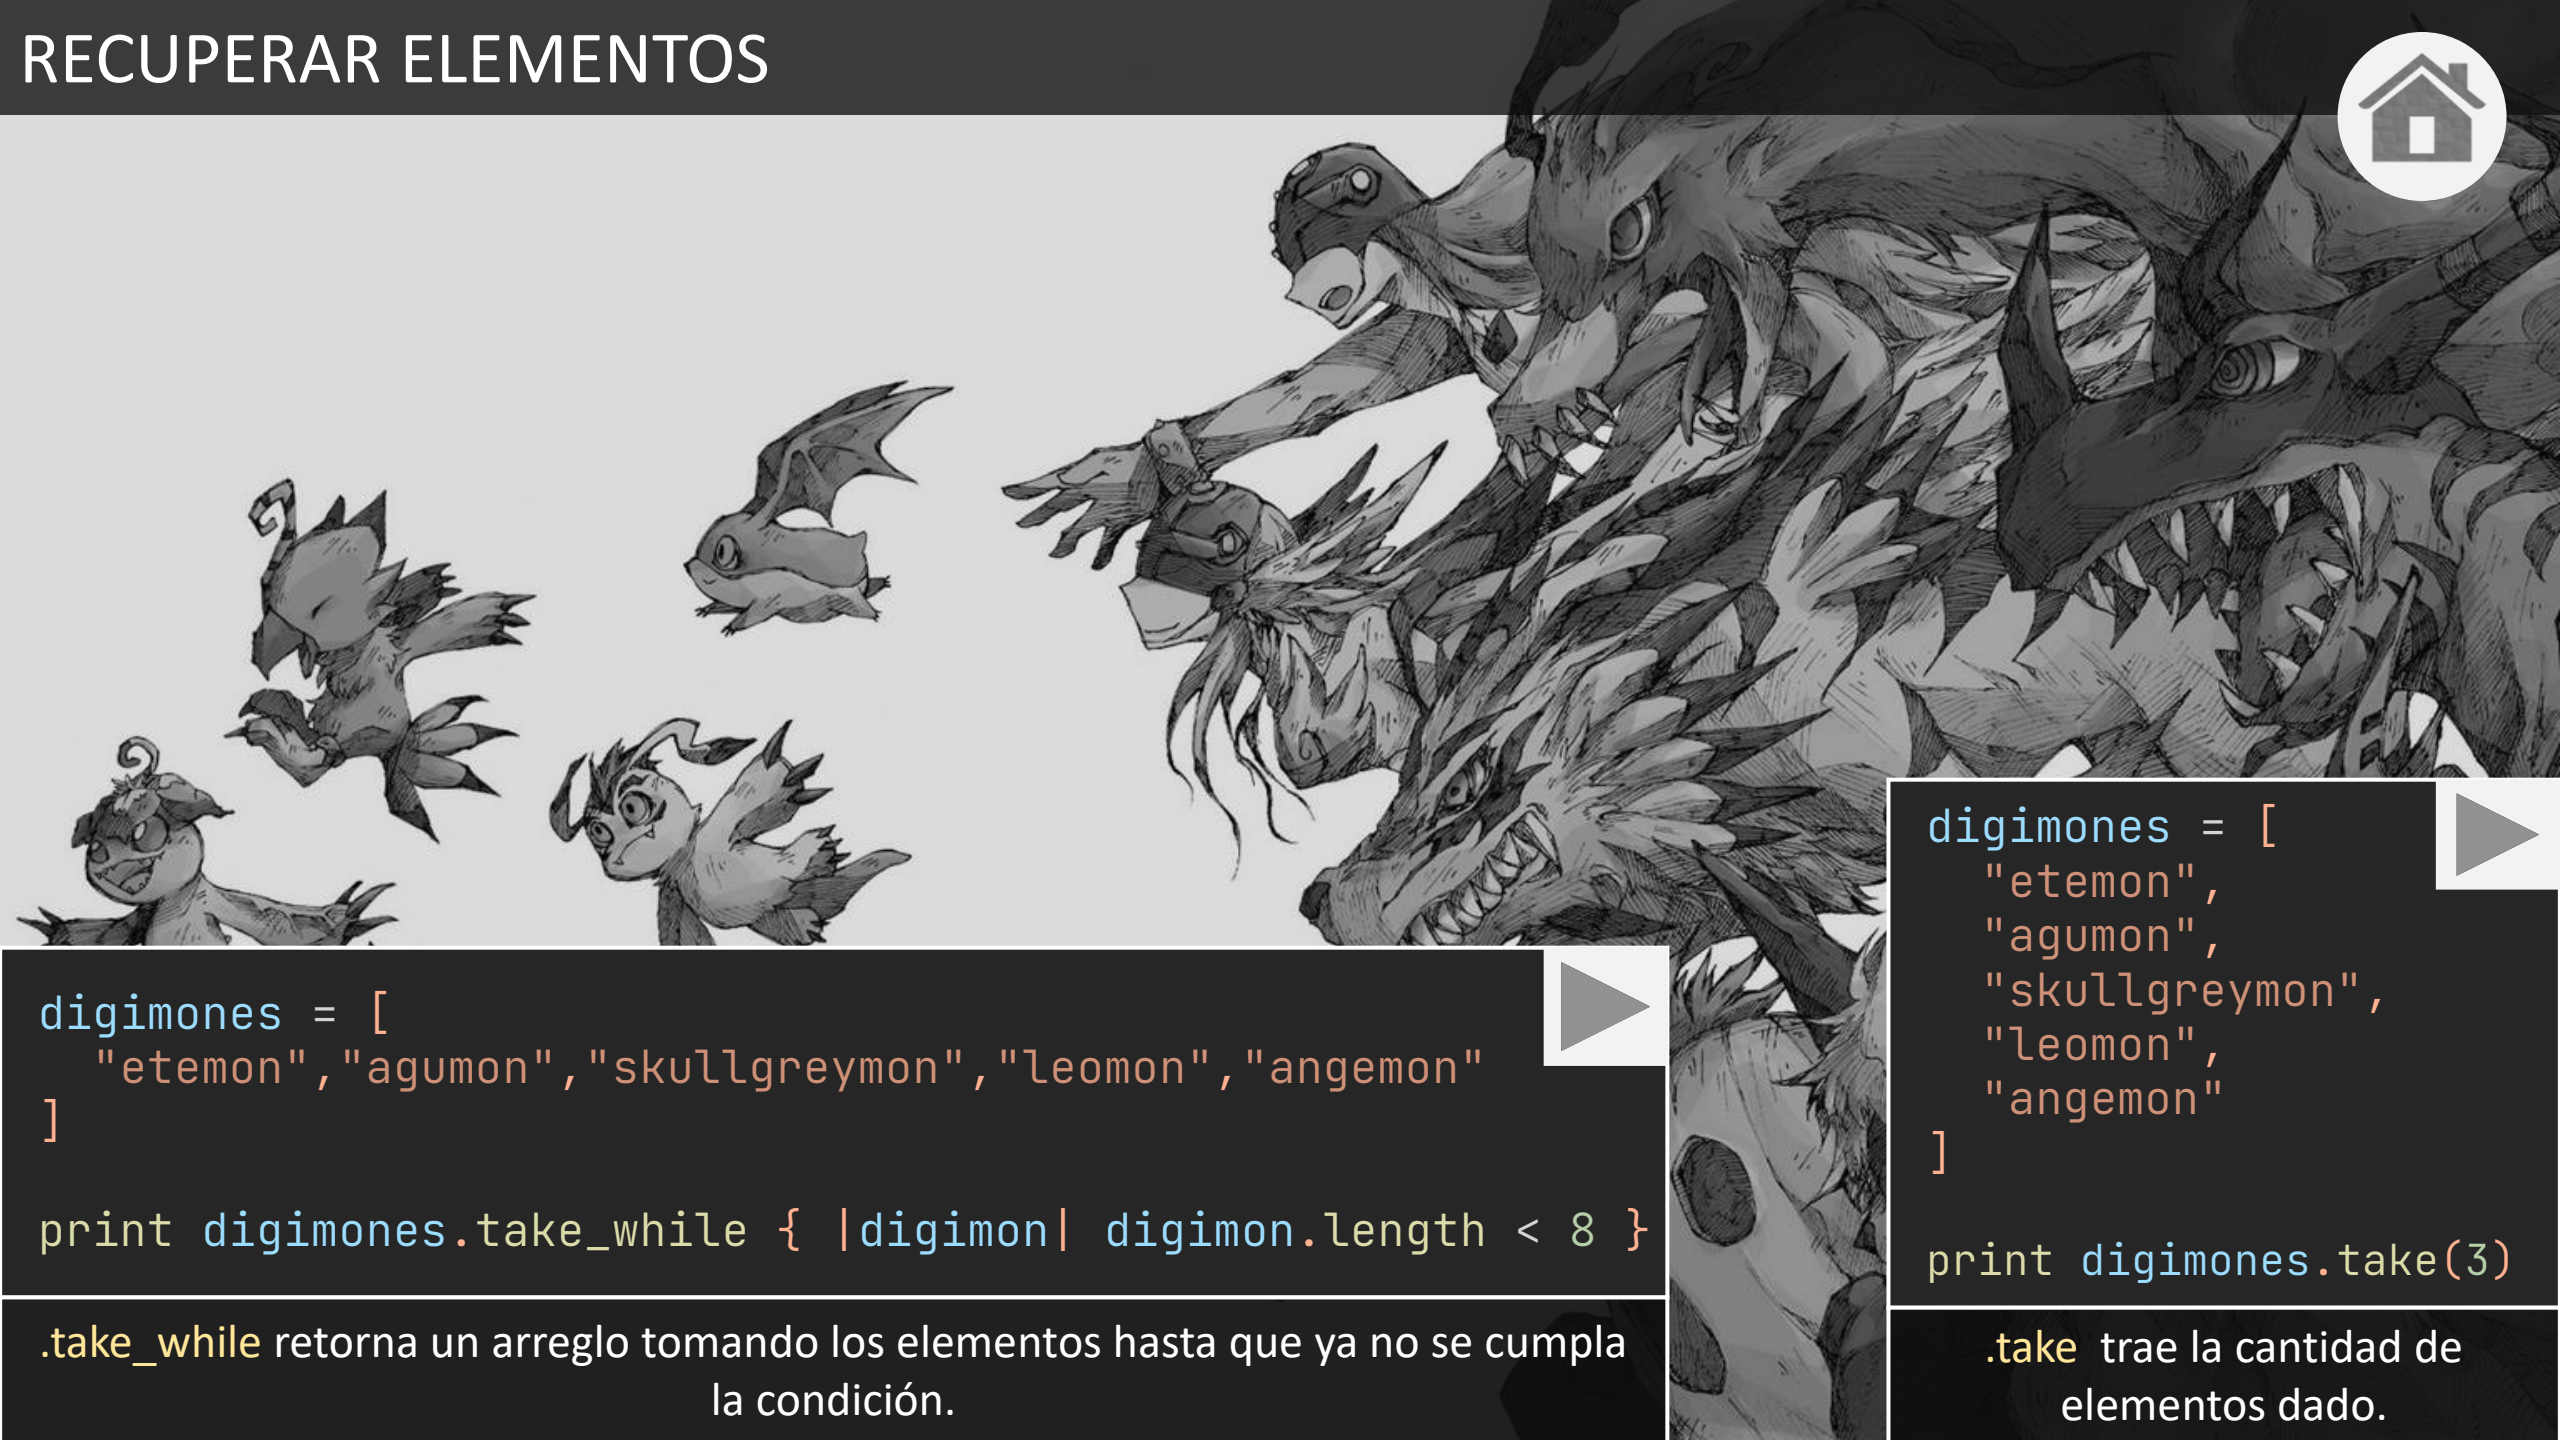 RECUPERAR ELEMENTOS
digimones = [
  "etemon","agumon","skullgreymon","leomon","angemon"
]
print digimones.take_while { |digimon| digimon.length < 8 }
.take_while retorna un arreglo tomando los elementos hasta que ya no se cumpla
la condición.
digimones = [
  "etemon",
  "agumon",
  "skullgreymon",
  "leomon",
  "angemon"
]
print digimones.take(3)
.take trae la cantidad de
elementos dado.